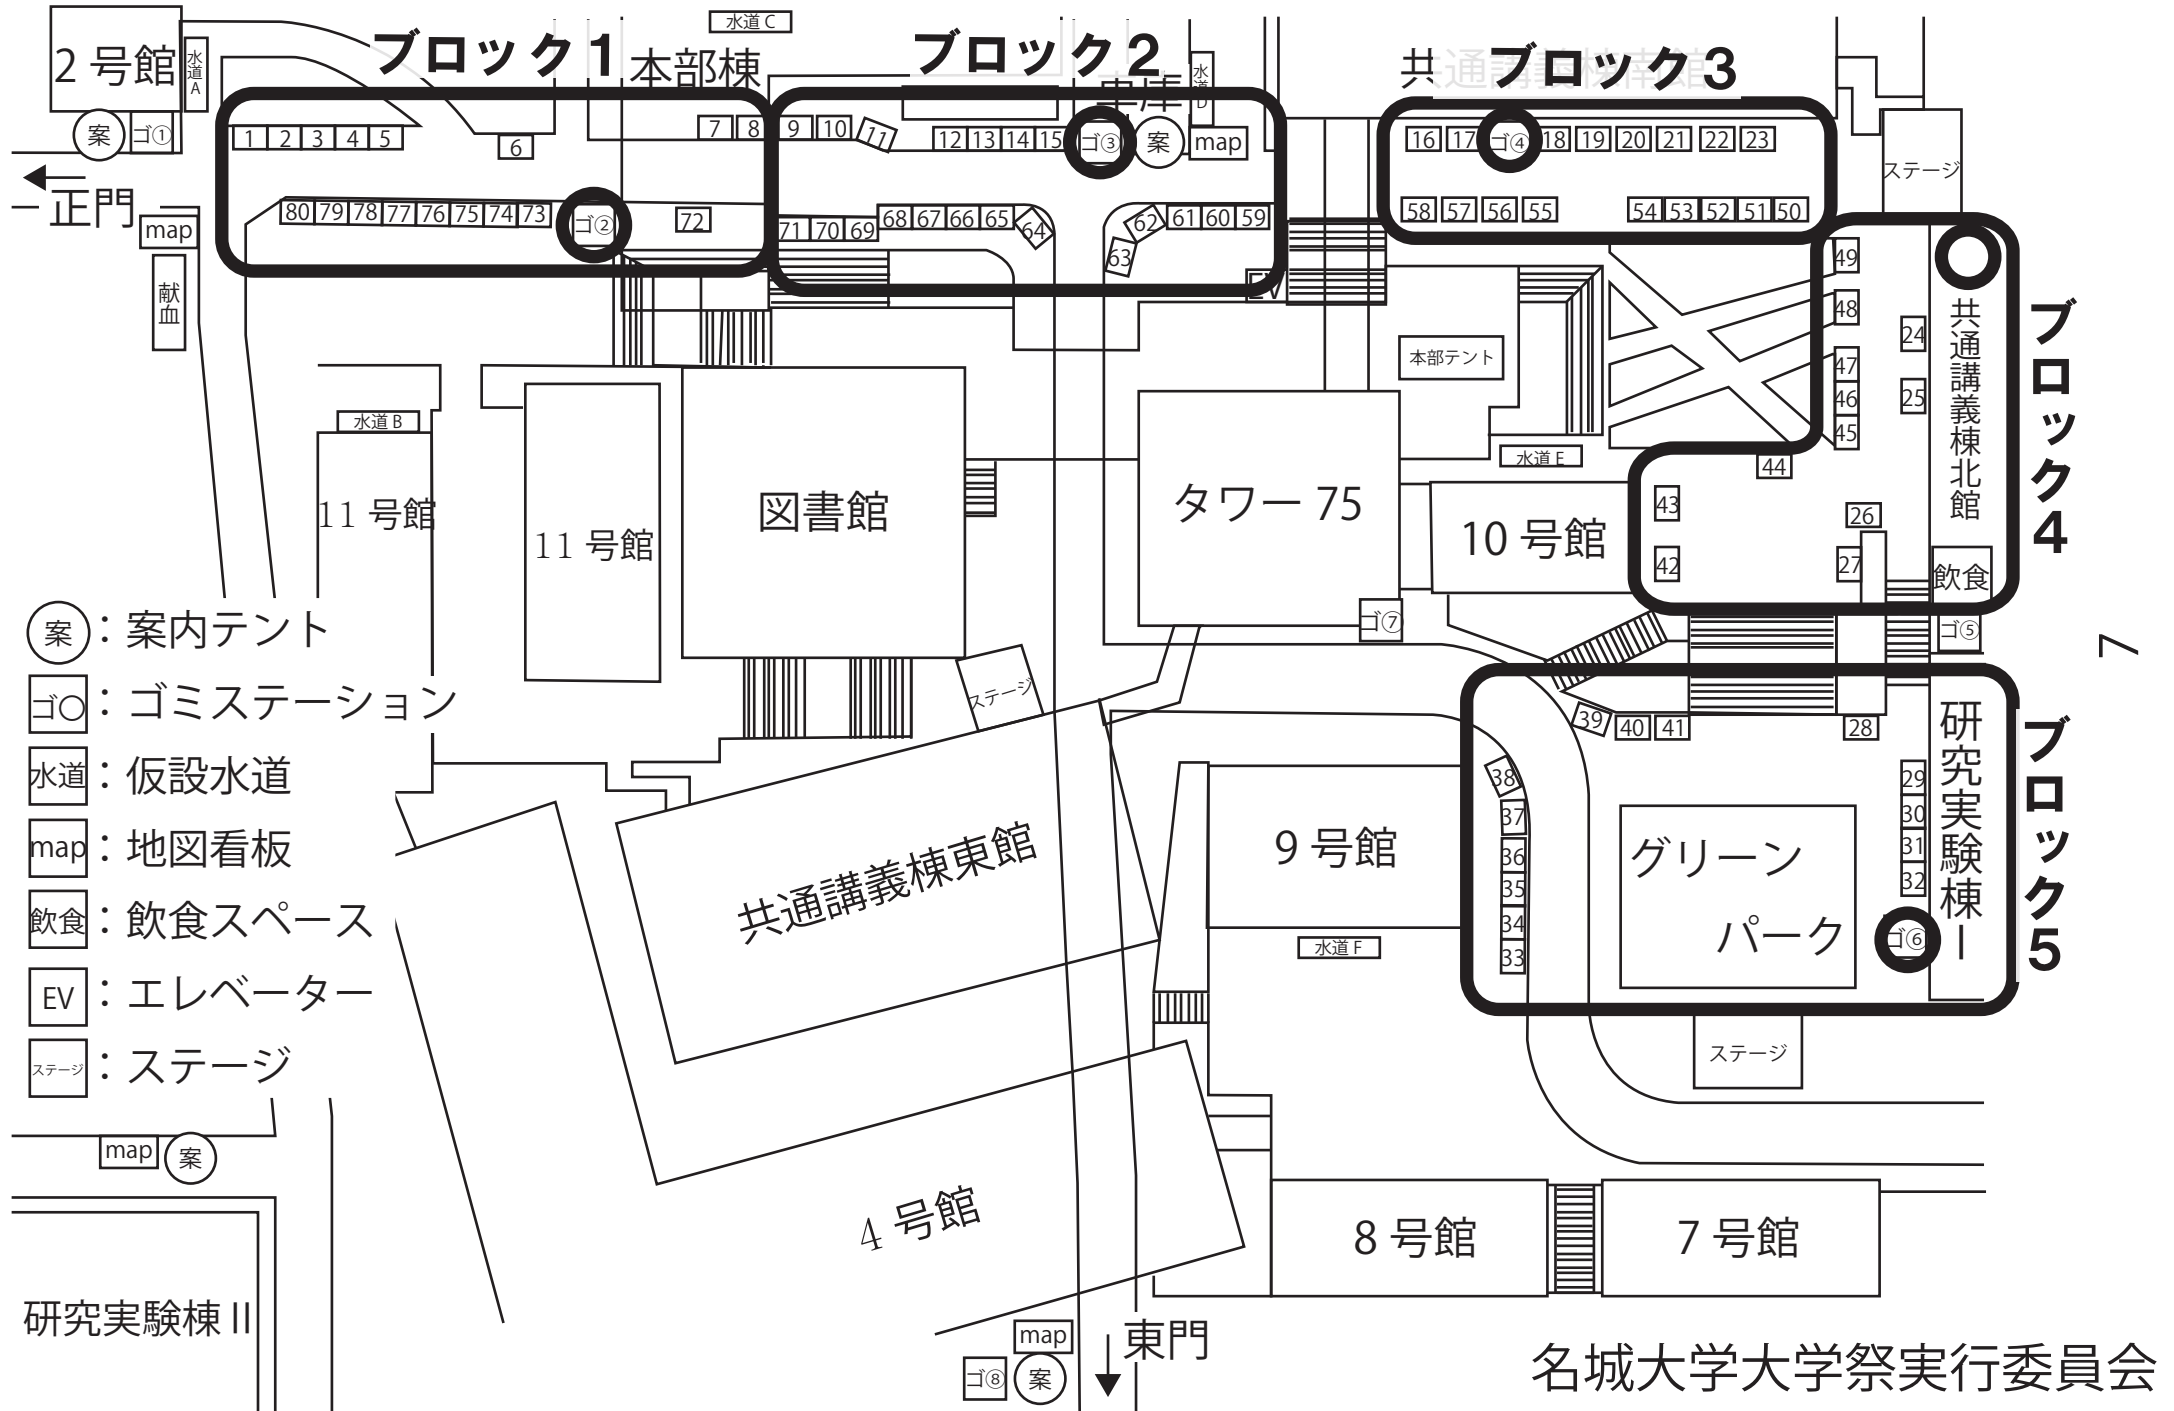 ブロック1
ブロック2
ブロック3
ブロック4
ブロック5
2 号館
水道A
案
ゴ①
正門
map
献血
本部棟
水道 C
車庫
水道D
ゴ③
案
map
共通講義棟南館
ゴ④
ステージ
1 2 3 4 5
6
7 8 9 10 11
12 13 14 15
16 17 18 19 20 21 22 23
80 79 78 77 76 75 74 73
ゴ②
72
71 70 69 68 67 66 65 64
63 62 61 60 59
EV
58 57 56 55
54 53 52 51 50
49
48
47
46
45
44
43
42
24
25
26
27
共通講義棟北館
飲食
ゴ⑤
本部テント
水道 E
水道 B
11 号館
11 号館
図書館
タワー 75
10 号館
ゴ⑦
ステージ
39 40 41
28
38
37
36
35
34
33
29
30
31
32
ゴ⑥
研究実験棟Ⅰ
グリーン
パーク
9 号館
水道 F
共通講義棟東館
ステージ
4 号館
8 号館
7 号館
案：案内テント
ゴ〇：ゴミステーション
水道：仮設水道
map：地図看板
飲食：飲食スペース
EV：エレベーター
ステージ：ステージ
map
案
研究実験棟Ⅱ
map
ゴ⑧
案
東門
名城大学大学祭実行委員会
7